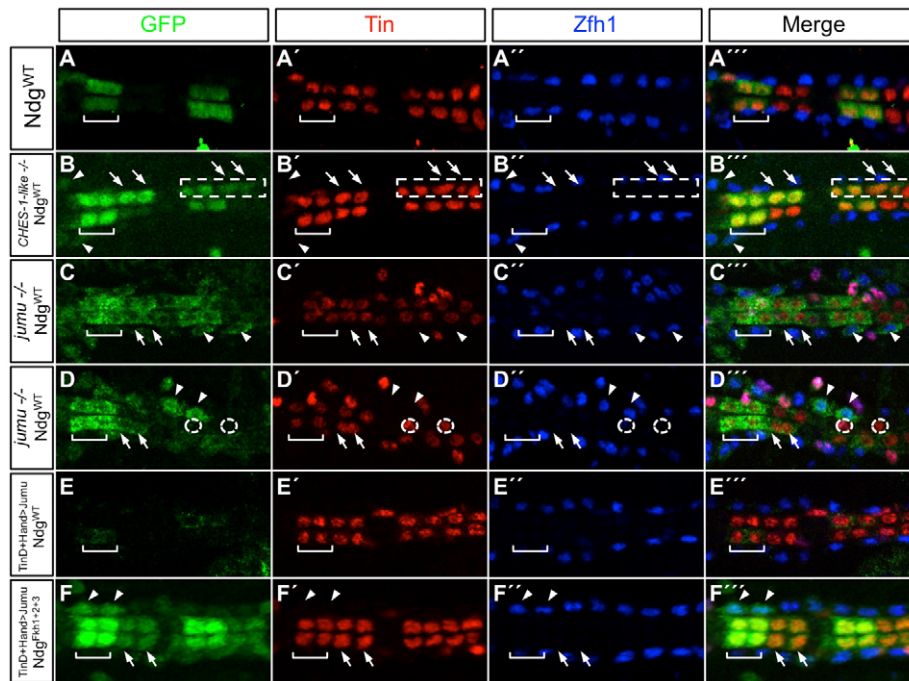 GFP Tin Zfh1 Merge
Ndg^WT
A A′ A′′ A′′′
CHES-1-like -/-
Ndg^WT
B B′ B′′ B′′′
jumu -/-
Ndg^WT
C C′ C′′ C′′′
jumu -/-
Ndg^WT
D D′ D′′ D′′′
TinD+Hand>Jumu
Ndg^WT
E E′ E′′ E′′′
TinD+Hand>Jumu
Ndg^Fkh1+2+3
F F′ F′′ F′′′